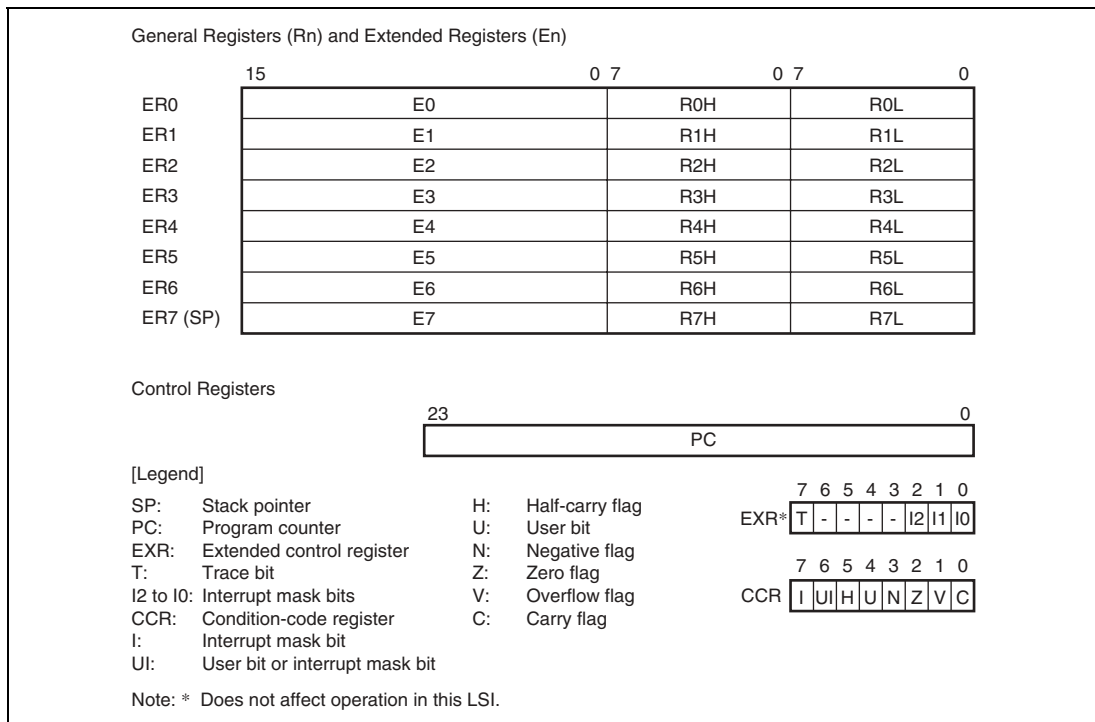 General Registers (Rn) and Extended Registers (En)
15 0 7 0 7 0
ER0 E0 R0H R0L
ER1 E1 R1H R1L
ER2 E2 R2H R2L
ER3 E3 R3H R3L
ER4 E4 R4H R4L
ER5 E5 R5H R5L
ER6 E6 R6H R6L
ER7 (SP) E7 R7H R7L
Control Registers
23 0
PC
[Legend]
SP: Stack pointer
PC: Program counter
EXR: Extended control register
T: Trace bit
I2 to I0: Interrupt mask bits
CCR: Condition-code register
I: Interrupt mask bit
UI: User bit or interrupt mask bit
H: Half-carry flag
U: User bit
N: Negative flag
Z: Zero flag
V: Overflow flag
C: Carry flag
7 6 5 4 3 2 1 0
EXR* T - - - - I2 I1 I0
7 6 5 4 3 2 1 0
CCR I UI H U N Z V C
Note: * Does not affect operation in this LSI.